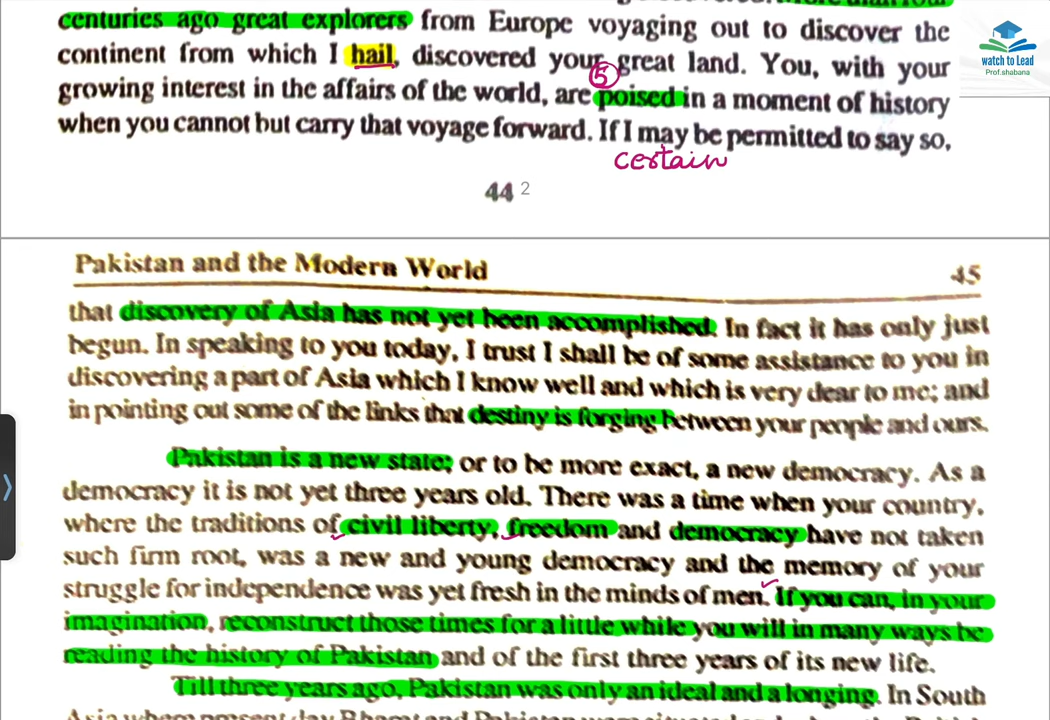 centuries ago great explorers from Europe voyaging out to discover the
continent from which I hail, discovered your great land. You, with your
growing interest in the affairs of the world, are poised in a moment of history
5
when you cannot but carry that voyage forward. If I may be permitted to say so,
certain
44 2
watch to Lead
Prof.shabana
Pakistan and the Modern World 45
that discovery of Asia has not yet been accomplished. In fact it has only just
begun. In speaking to you today, I trust I shall be of some assistance to you in
discovering a part of Asia which I know well and which is very dear to me; and
in pointing out some of the links that destiny is forging between your people and ours.
Pakistan is a new state; or to be more exact, a new democracy. As a
democracy it is not yet three years old. There was a time when your country,
where the traditions of civil liberty, freedom and democracy have not taken
such firm root, was a new and young democracy and the memory of your
struggle for independence was yet fresh in the minds of men. If you can, in your
imagination, reconstruct those times for a little while you will in many ways be
reading the history of Pakistan and of the first three years of its new life.
Till three years ago, Pakistan was only an ideal and a longing. In South